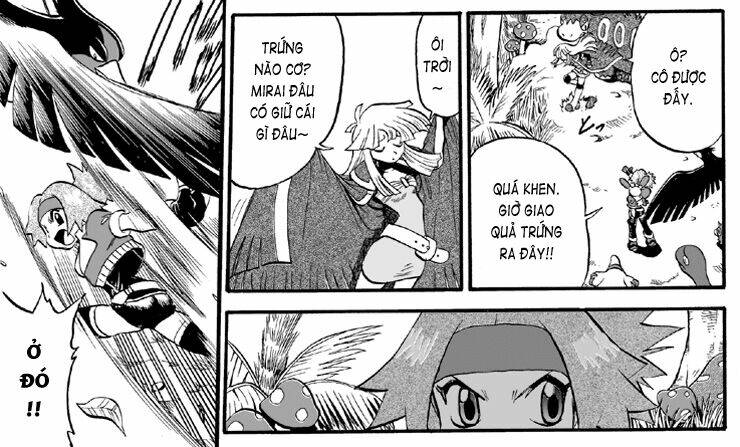 Ô?
CÔ ĐƯỢC
ĐẤY.
QUÁ KHEN.
GIỜ GIAO
QUẢ TRỨNG
RA ĐÂY!!
ÔI
TRỜI
~
TRỨNG
NÀO CƠ?
MIRAI ĐÂU
CÓ GIỮ CÁI
GÌ ĐÂU~
Ở
ĐÓ
!!